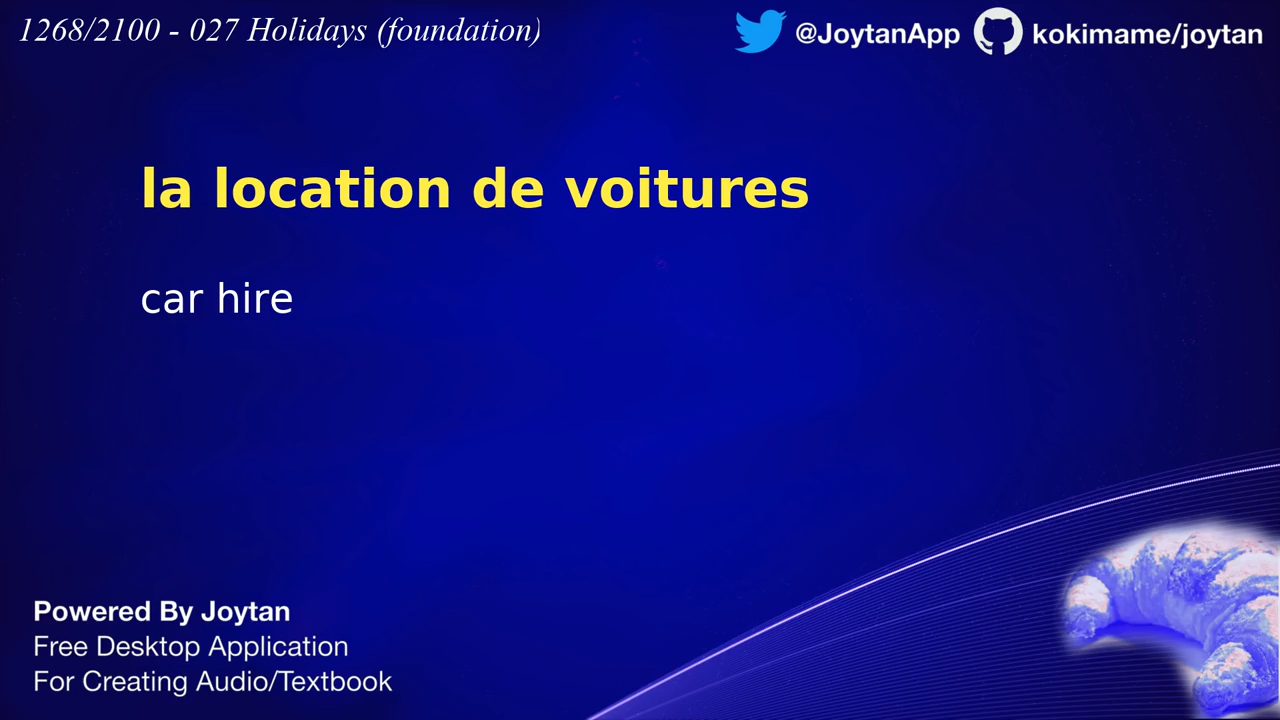 1268/2100 - 027 Holidays (foundation)
@JoytanApp kokimame/joytan
la location de voitures
car hire
Powered By Joytan
Free Desktop Application
For Creating Audio/Textbook